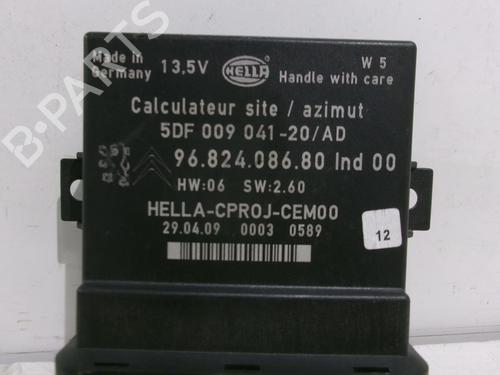 Made in
Germany
13,5V
HELLA
W 5
Handle with care
Calculateur site / azimut
5DF 009 041-20/AD
96.824.086.80 Ind 00
HW:06 SW:2.60
HELLA-CPROJ-CEM00
29.04.09 0003 0589
12
B-PARTS